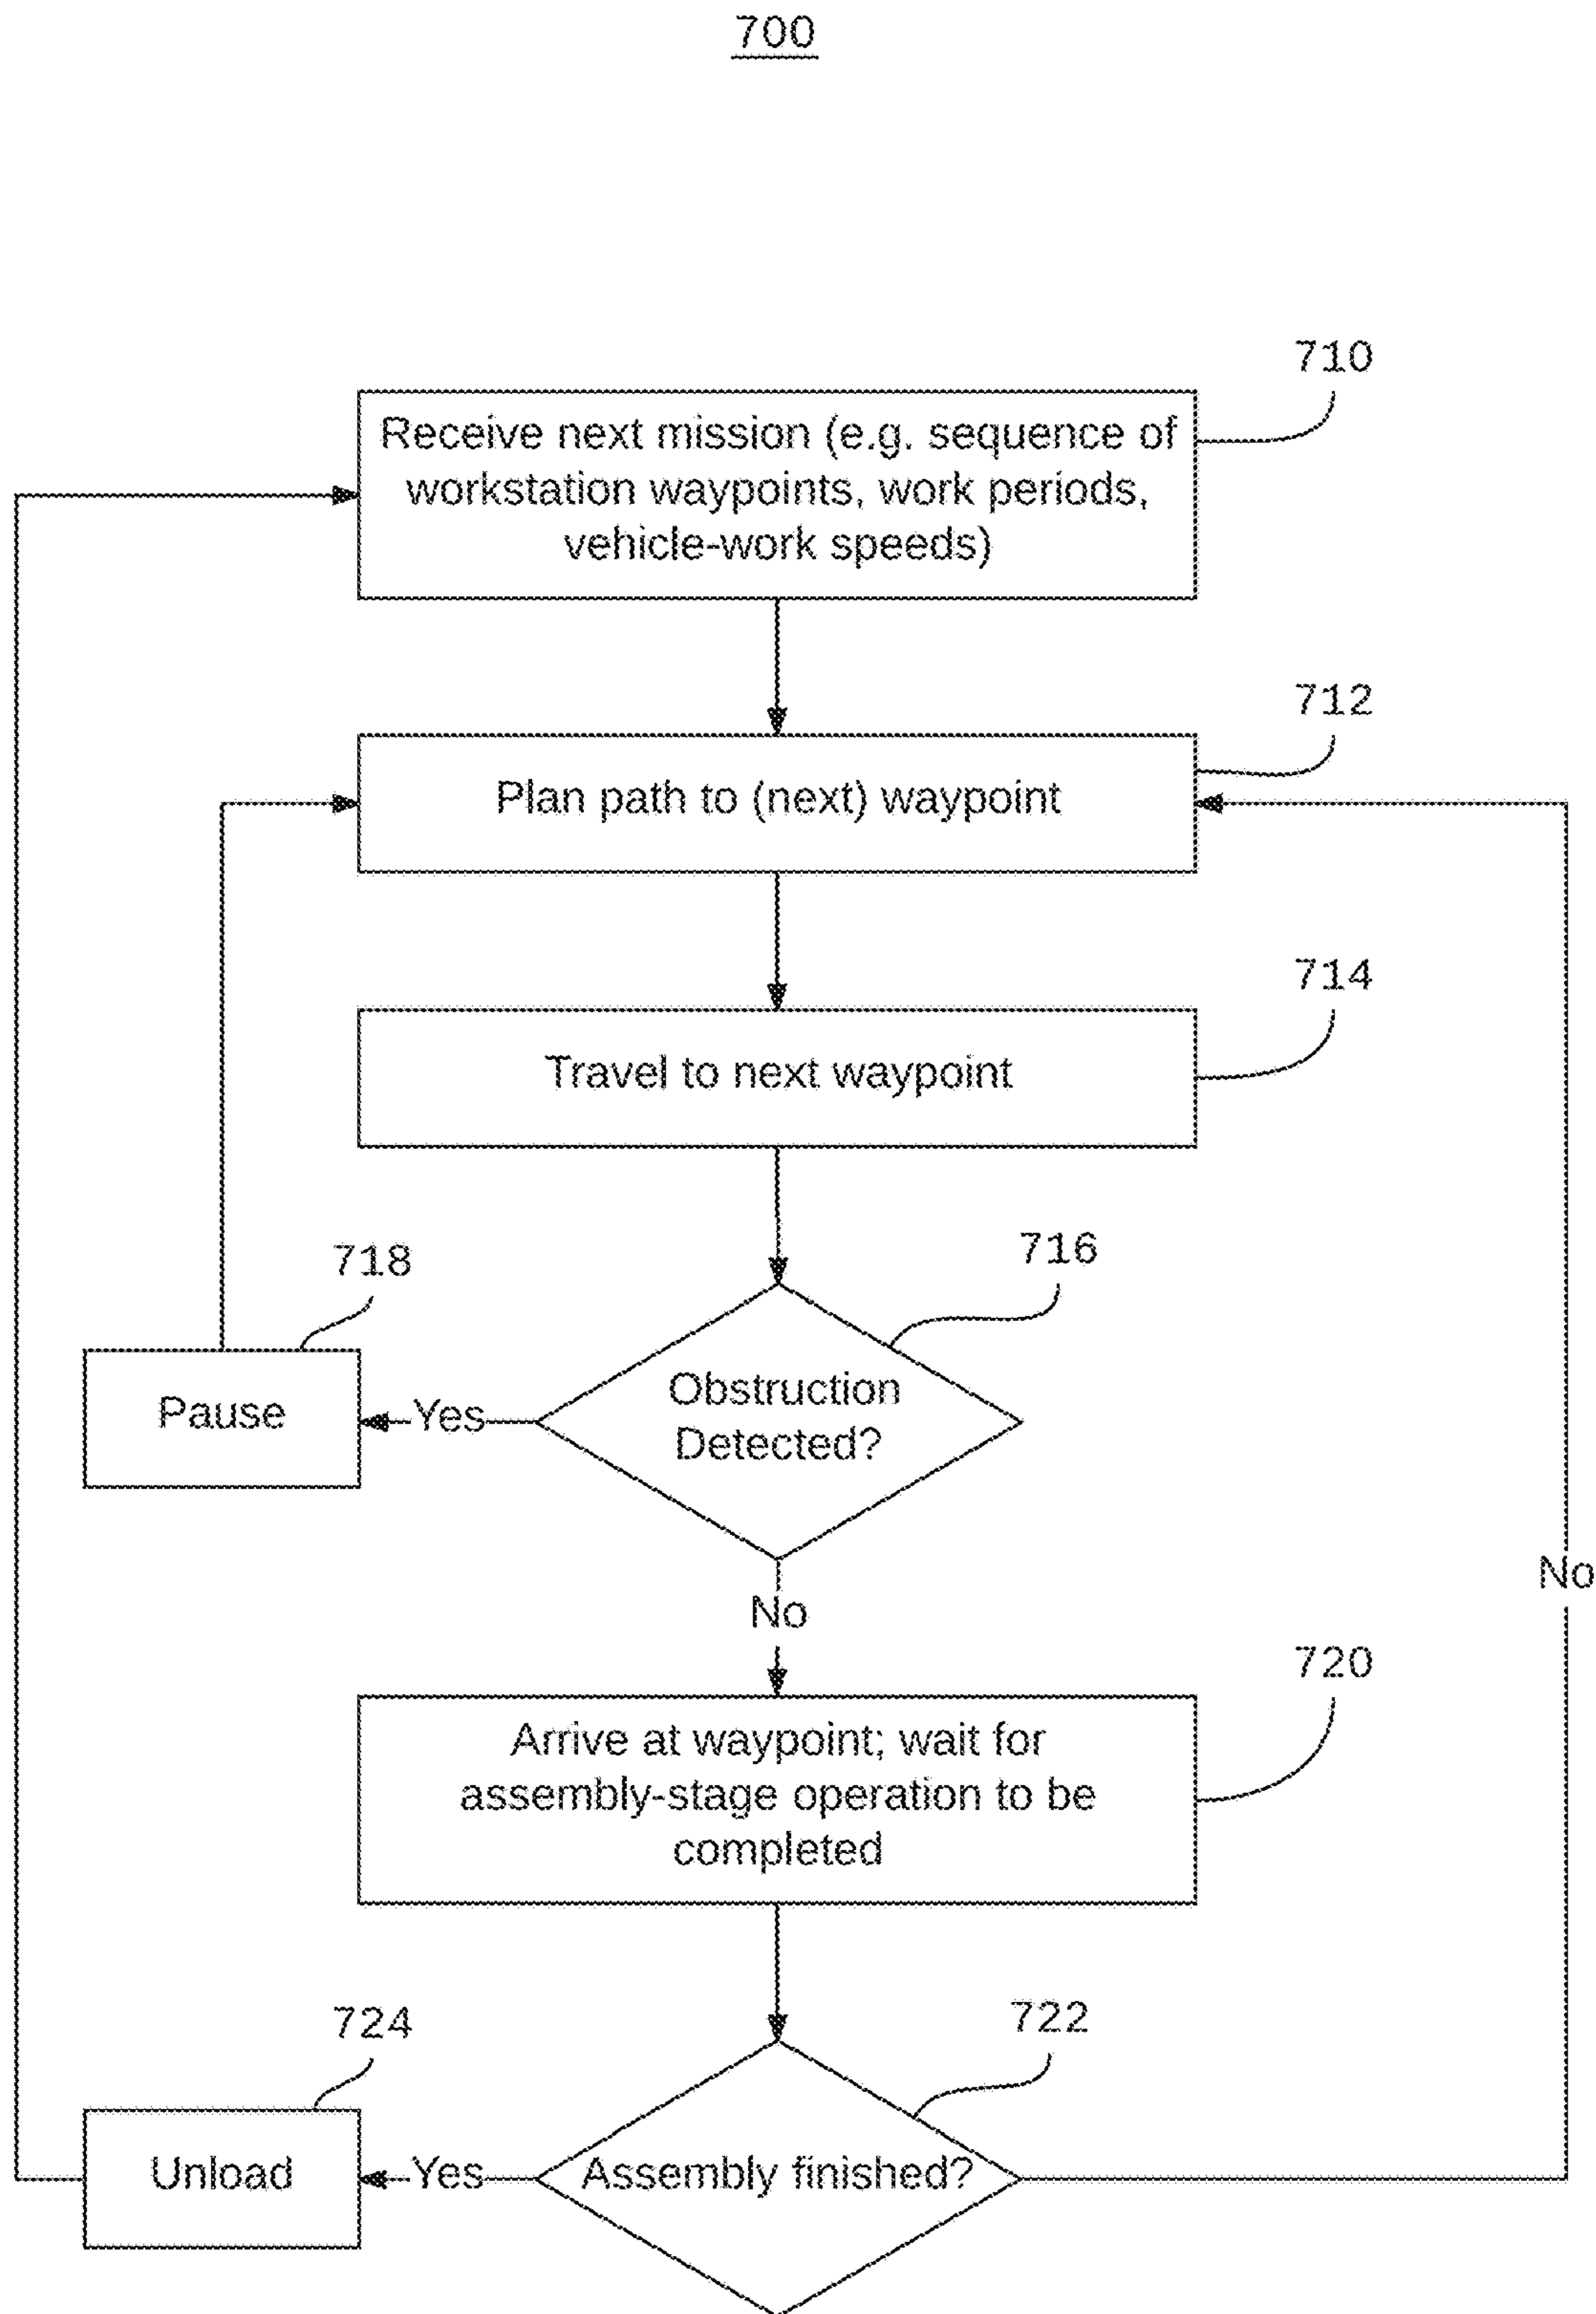 700
710
Receive next mission (e.g. sequence of
workstation waypoints, work periods,
vehicle-work speeds)
712
Plan path to (next) waypoint
714
Travel to next waypoint
718
716
Pause
Yes
Obstruction
Detected?
No
No
720
Arrive at waypoint; wait for
assembly-stage operation to be
completed
724
722
Unload
Yes
Assembly finished?